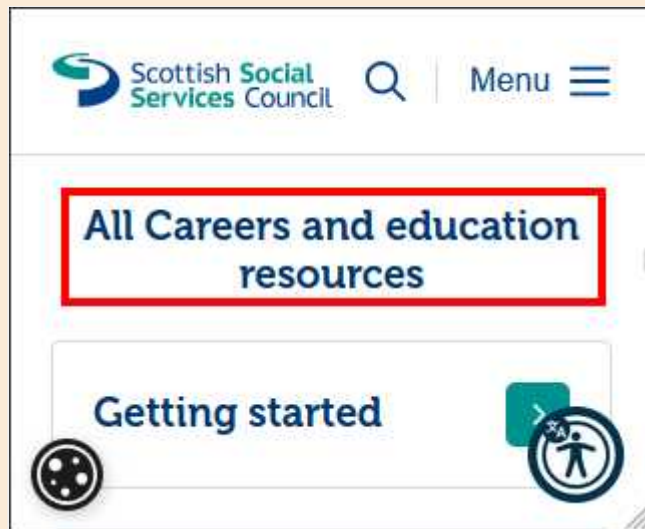 Scottish Social
Services Council
Menu
All Careers and education
resources
Getting started